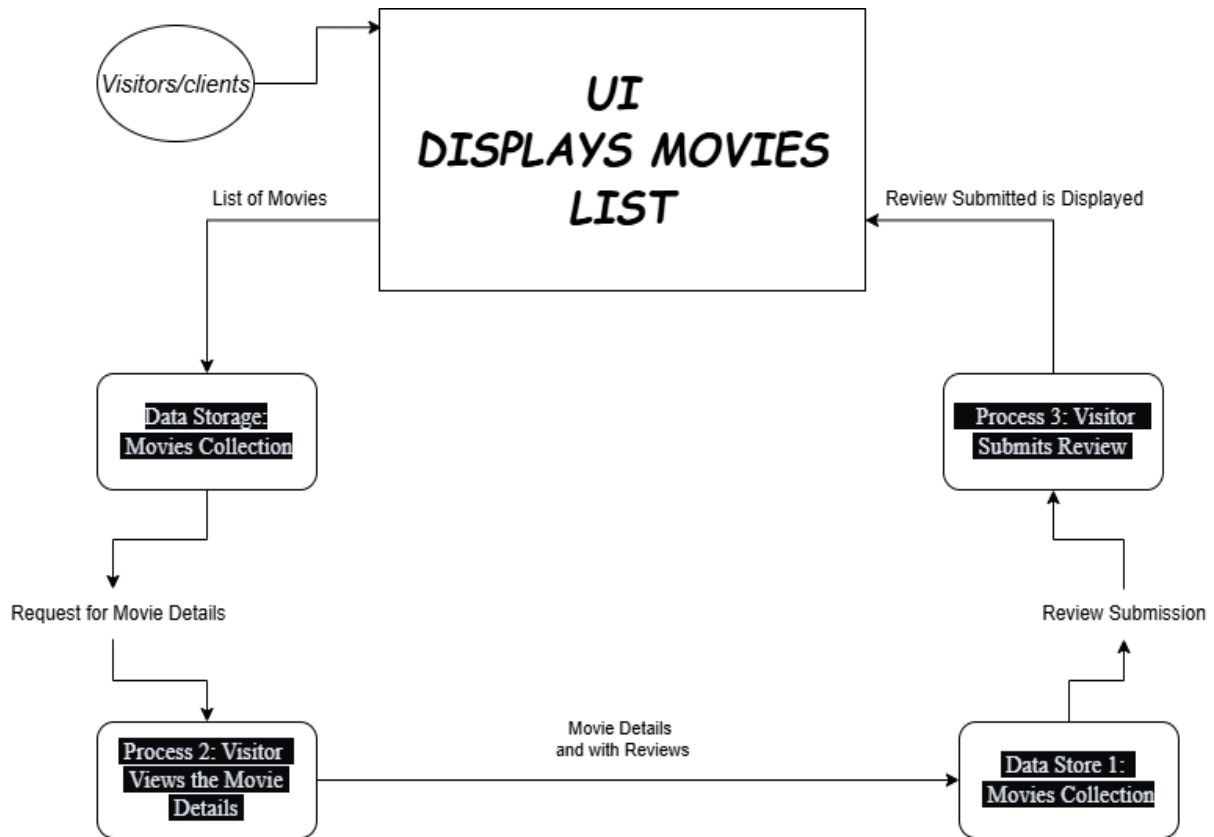 Visitors/clients
UI
DISPLAYS MOVIES
LIST
List of Movies
Review Submitted is Displayed
Data Storage:
Movies Collection
Process 3: Visitor
Submits Review
Request for Movie Details
Review Submission
Process 2: Visitor
Views the Movie
Details
Movie Details
and with Reviews
Data Store 1:
Movies Collection